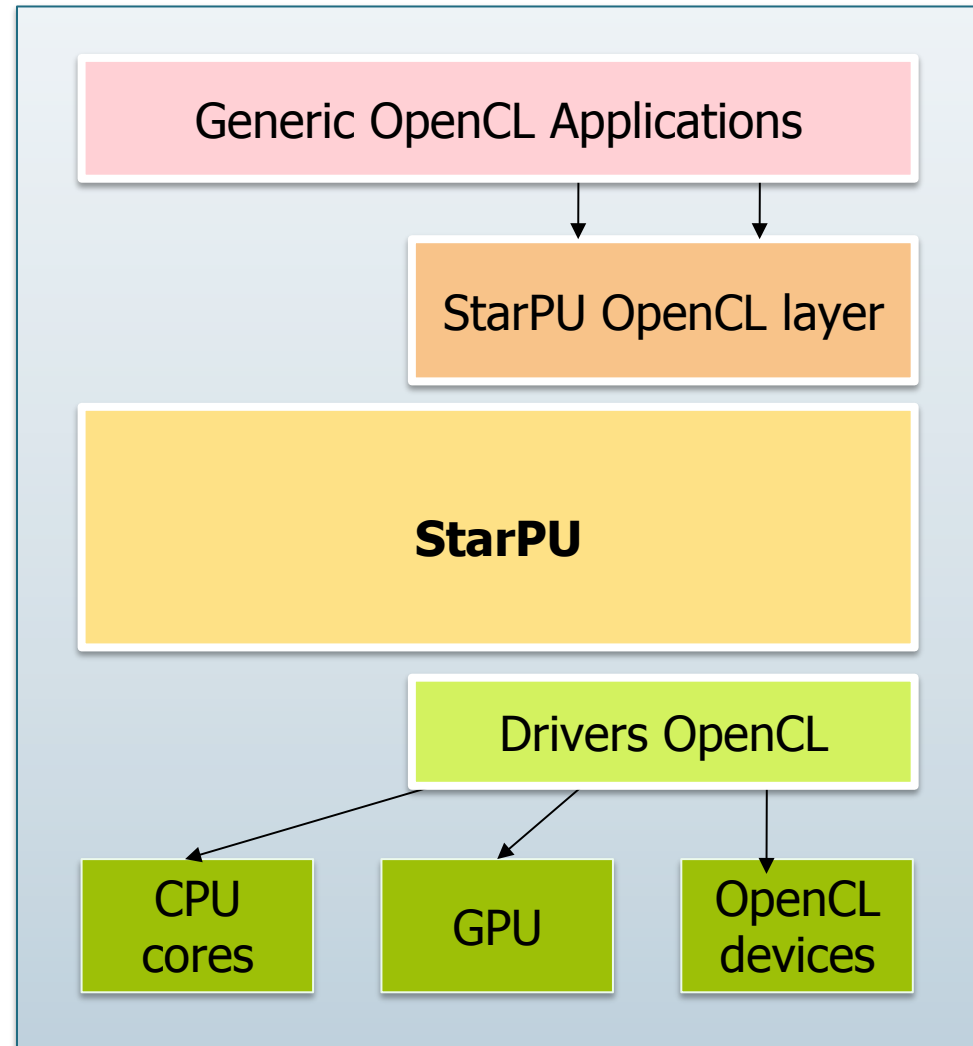 Generic OpenCL Applications
StarPU OpenCL layer
StarPU
Drivers OpenCL
CPU
cores
GPU
OpenCL
devices